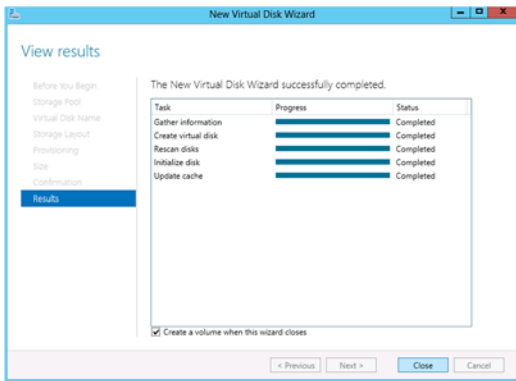 New Virtual Disk Wizard
View results
Before You Begin
Storage Pool
Virtual Disk Name
Storage Layout
Provisioning
Size
Confirmation
Results
The New Virtual Disk Wizard successfully completed.
Task Progress Status
Gather information Completed
Create virtual disk Completed
Rescan disks Completed
Initialize disk Completed
Update cache Completed
Create a volume when this wizard closes
< Previous Next > Close Cancel